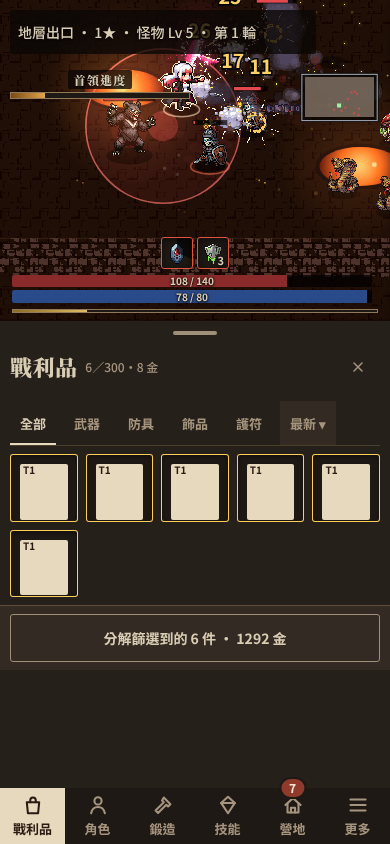 地層出口 • 1★ • 怪物 Lv 5 • 第 1 輪
17 11
首領進度
3
108 / 140
78 / 80
戰利品 6／300・8 金 ×
全部 武器 防具 飾品 護符 最新 ▾
T1 T1 T1 T1 T1
T1
分解篩選到的 6 件 • 1292 金
7
戰利品 角色 鍛造 技能 營地 更多